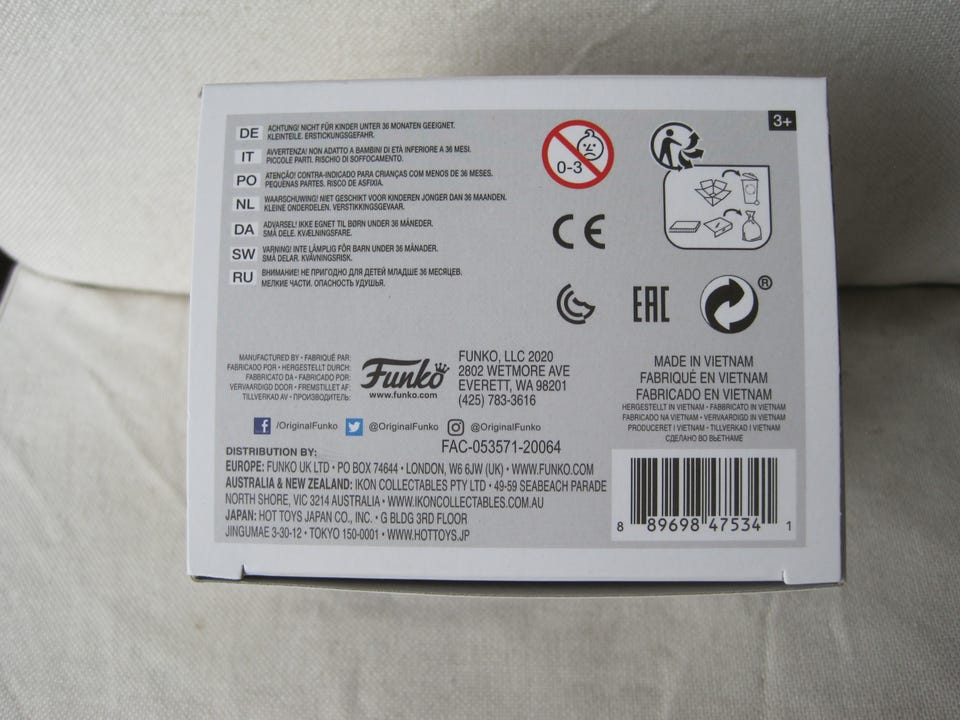 3+
DE ACHTUNG! NICHT FÜR KINDER UNTER 36 MONATEN GEEIGNET.
KLEINTEILE. ERSTICKUNGSGEFAHR.
IT AVVERTENZA! NON ADATTO A BAMBINI DI ETÀ INFERIORE A 36 MESI.
PICCOLE PARTI. RISCHIO DI SOFFOCAMENTO.
PO ATENÇÃO! CONTRA-INDICADO PARA CRIANÇAS COM MENOS DE 36 MESES.
PEQUENAS PARTES. RISCO DE ASFIXIA.
NL WAARSCHUWING! NIET GESCHIKT VOOR KINDEREN JONGER DAN 36 MAANDEN.
KLEINE ONDERDELEN. VERSTIKKINGSGEVAAR.
DA ADVARSEL! IKKE EGNET TIL BØRN UNDER 36 MÅNEDER.
SMÅ DELE. KVÆLNINGSFARE.
SW VARNING! INTE LÄMPLIG FÖR BARN UNDER 36 MÅNADER.
SMÅ DELAR. KVÄVNINGSRISK.
RU ВНИМАНИЕ! НЕ ПРИГОДНО ДЛЯ ДЕТЕЙ МЛАДШЕ 36 МЕСЯЦЕВ.
МЕЛКИЕ ЧАСТИ. ОПАСНОСТЬ УДУШЬЯ.
0-3
CE
EAC
®
MANUFACTURED BY • FABRIQUÉ PAR:
FABRICADO POR • HERGESTELLT DURCH:
FABBRICATO DA • FABRICADO POR:
VERVAARDIGD DOOR • FREMSTILLET AF:
TILLVERKAD AV • ПРОИЗВОДИТЕЛЬ:
Funko
www.funko.com
FUNKO, LLC 2020
2802 WETMORE AVE
EVERETT, WA 98201
(425) 783-3616
/OriginalFunko @OriginalFunko @OriginalFunko
FAC-053571-20064
MADE IN VIETNAM
FABRIQUÉ EN VIETNAM
FABRICADO EN VIETNAM
HERGESTELLT IN VIETNAM • FABBRICATO IN VIETNAM
FABRICADO NA VIETNAM • VERVAARDIGD IN VIETNAM
PRODUCERET I VIETNAM • TILLVERKAD I VIETNAM
СДЕЛАНО ВО ВЬЕТНАМЕ
DISTRIBUTION BY:
EUROPE: FUNKO UK LTD • PO BOX 74644 • LONDON, W6 6JW (UK) • WWW.FUNKO.COM
AUSTRALIA & NEW ZEALAND: IKON COLLECTABLES PTY LTD • 49-59 SEABEACH PARADE
NORTH SHORE, VIC 3214 AUSTRALIA • WWW.IKONCOLLECTABLES.COM.AU
JAPAN: HOT TOYS JAPAN CO., INC. • G BLDG 3RD FLOOR
JINGUMAE 3-30-12 • TOKYO 150-0001 • WWW.HOTTOYS.JP
8 89698 47534 1